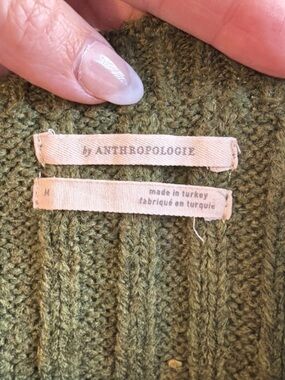 by ANTHROPOLOGIE
M
made in turkey
fabriqué en turquie